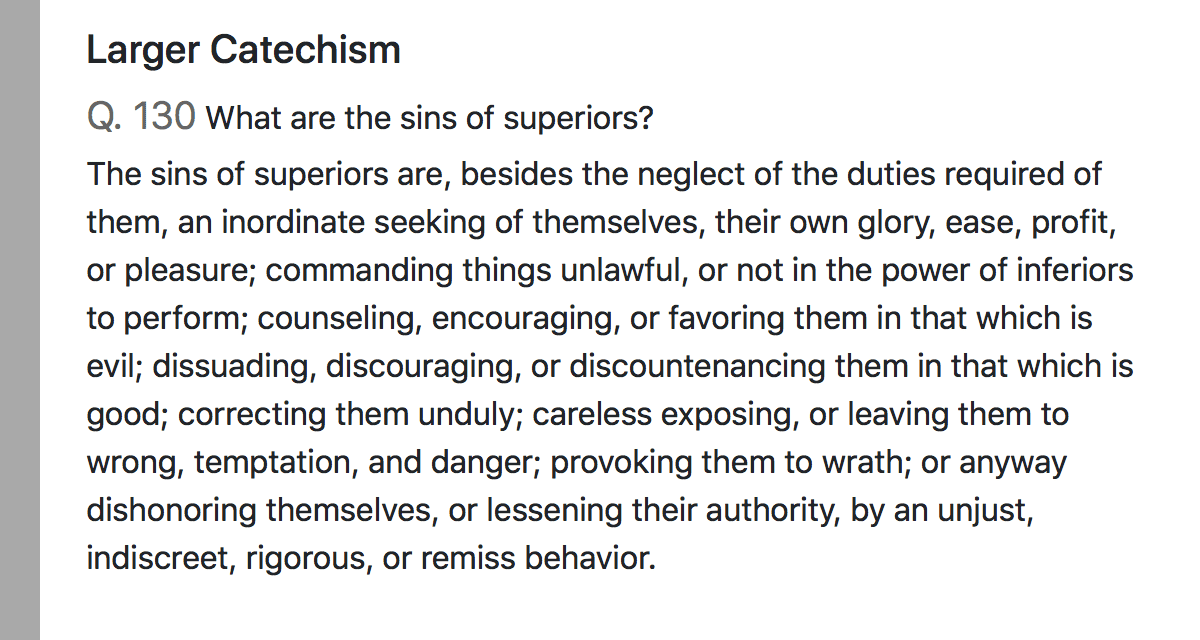 Larger Catechism
Q. 130 What are the sins of superiors?
The sins of superiors are, besides the neglect of the duties required of
them, an inordinate seeking of themselves, their own glory, ease, profit,
or pleasure; commanding things unlawful, or not in the power of inferiors
to perform; counseling, encouraging, or favoring them in that which is
evil; dissuading, discouraging, or discountenancing them in that which is
good; correcting them unduly; careless exposing, or leaving them to
wrong, temptation, and danger; provoking them to wrath; or anyway
dishonoring themselves, or lessening their authority, by an unjust,
indiscreet, rigorous, or remiss behavior.